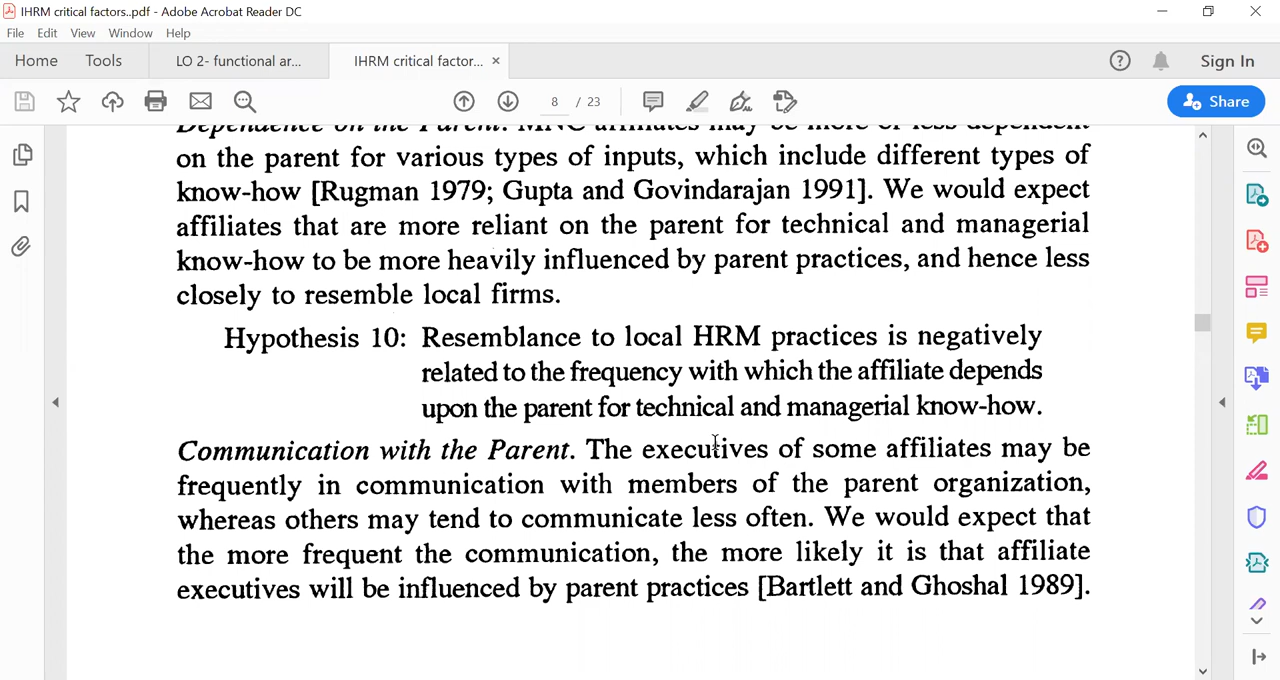 IHRM critical factors..pdf - Adobe Acrobat Reader DC
File Edit View Window Help
Home Tools LO 2- functional ar... IHRM critical factor... × Sign In
8 / 23 Share
Dependence on the Parent. MNC affiliates may be more or less dependent
on the parent for various types of inputs, which include different types of
know-how [Rugman 1979; Gupta and Govindarajan 1991]. We would expect
affiliates that are more reliant on the parent for technical and managerial
know-how to be more heavily influenced by parent practices, and hence less
closely to resemble local firms.
Hypothesis 10: Resemblance to local HRM practices is negatively
related to the frequency with which the affiliate depends
upon the parent for technical and managerial know-how.
Communication with the Parent. The executives of some affiliates may be
frequently in communication with members of the parent organization,
whereas others may tend to communicate less often. We would expect that
the more frequent the communication, the more likely it is that affiliate
executives will be influenced by parent practices [Bartlett and Ghoshal 1989].